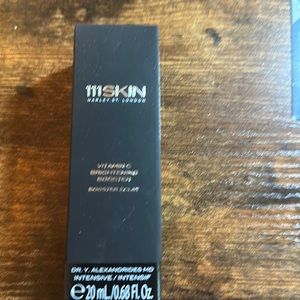 111SKIN
HARLEY ST. LONDON
VITAMIN C
BRIGHTENING
BOOSTER
BOOSTER ÉCLAT
DR. Y. ALEXANDRIDES MD
INTENSIVE / INTENSIF
℮ 20 mL./0.68 Fl. Oz.